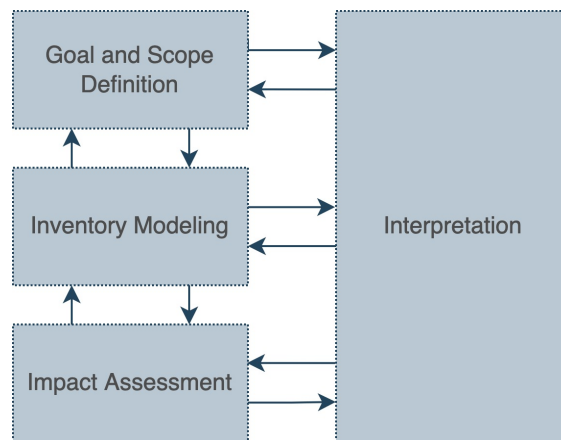 Goal and Scope
Definition
Inventory Modeling
Interpretation
Impact Assessment